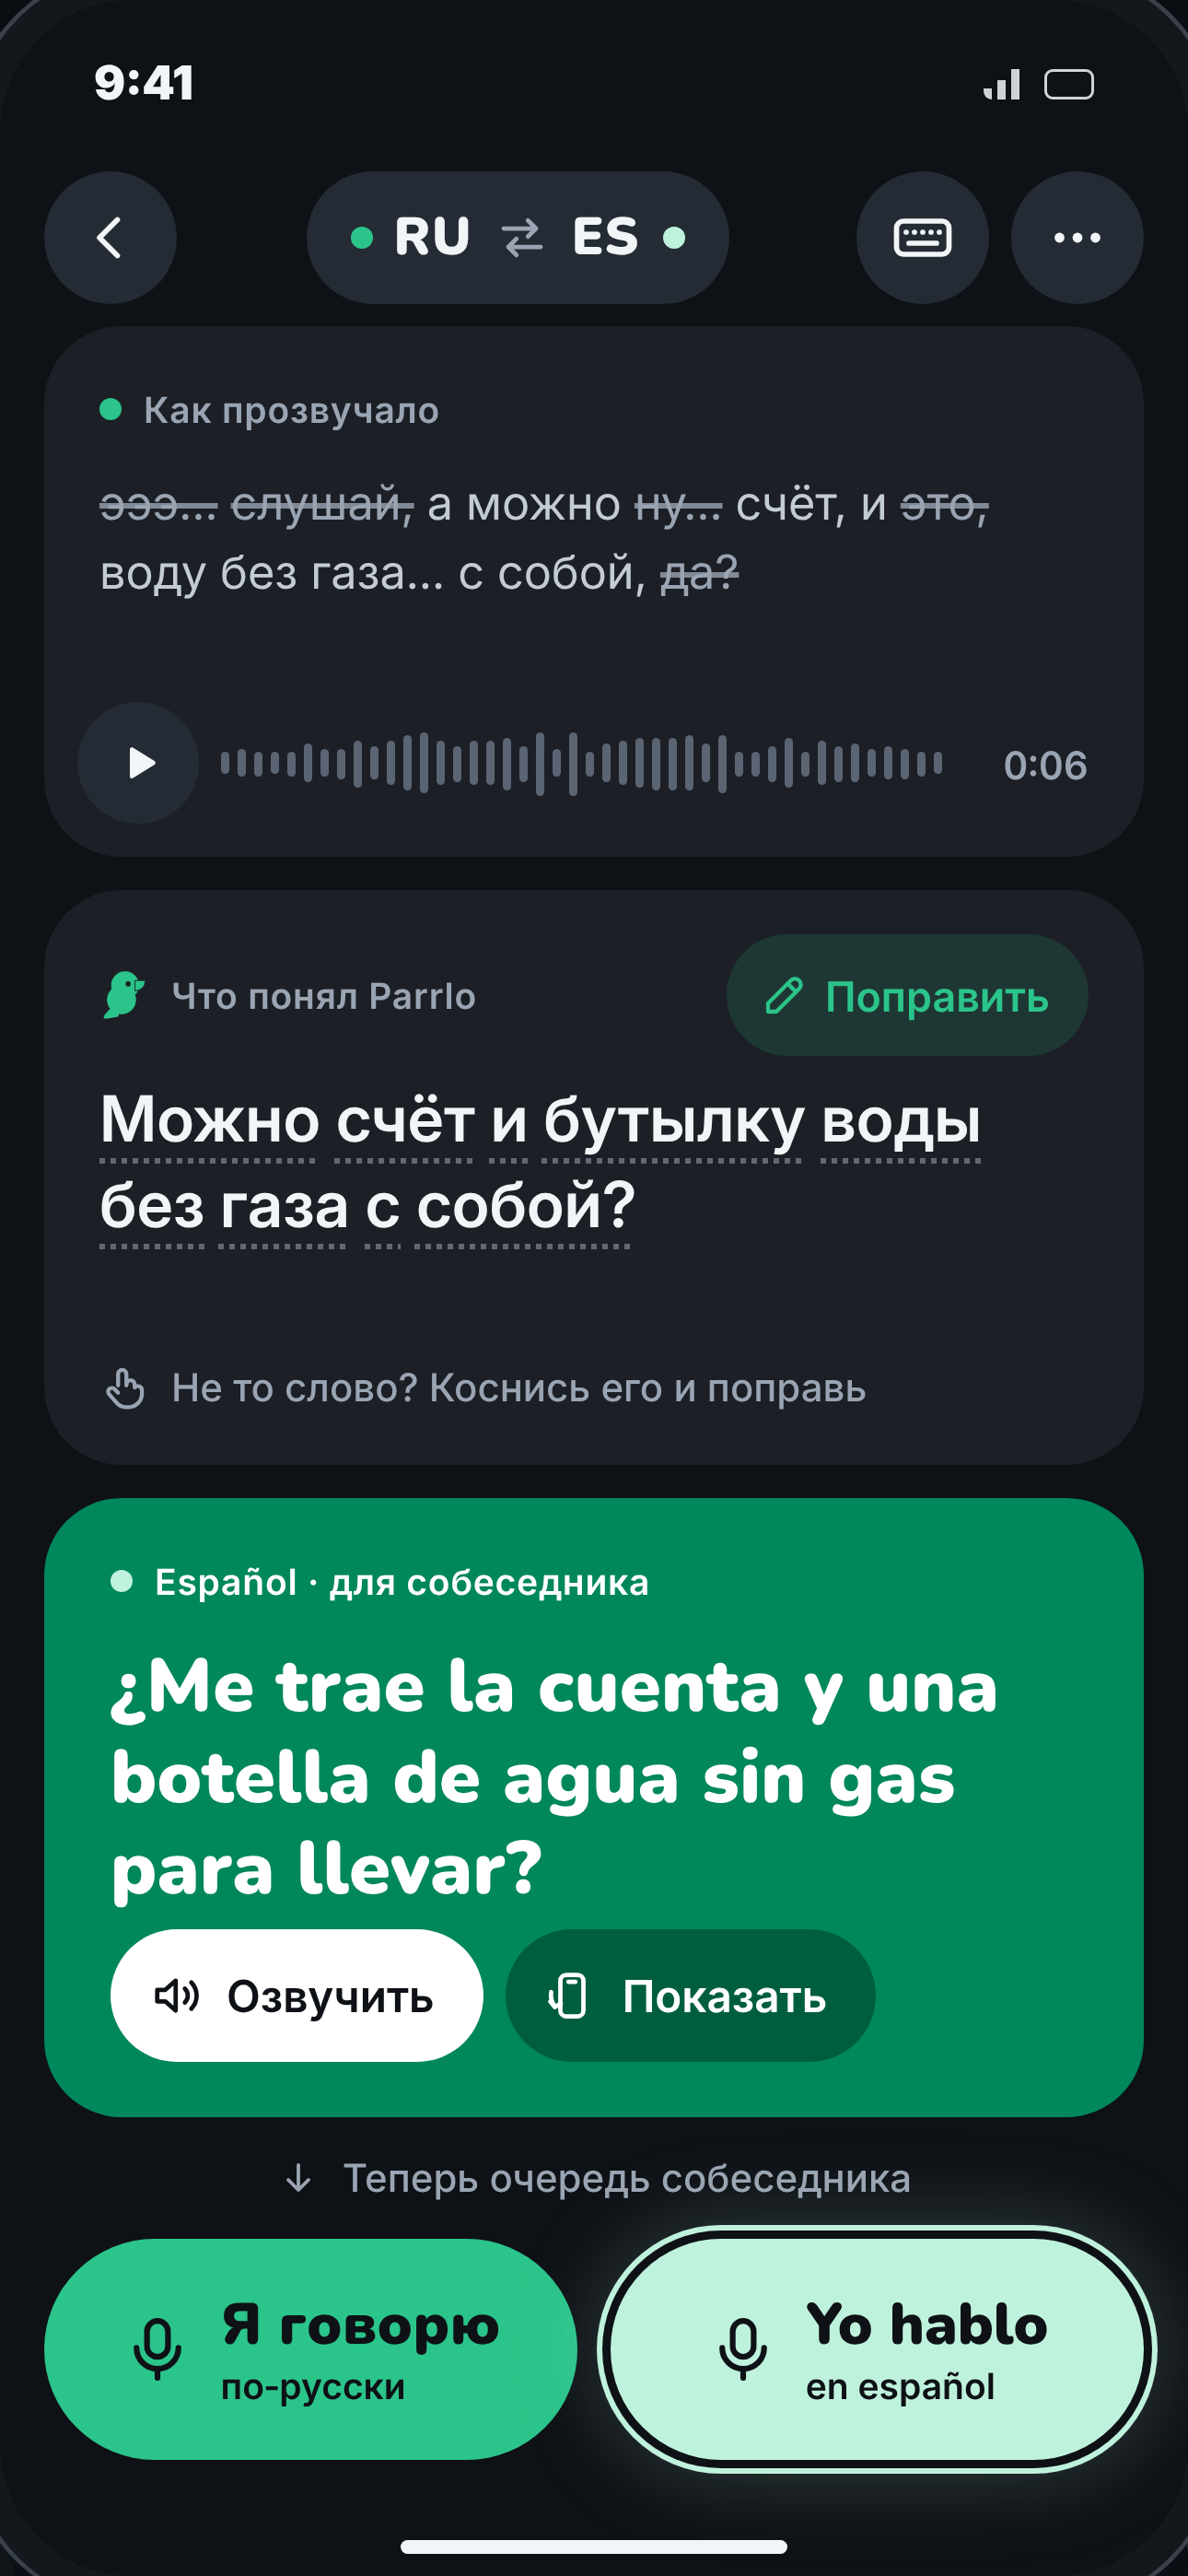 9:41
RU ES
Как прозвучало
эээ... слушай, а можно ну... счёт, и это,
воду без газа... с собой, да?
0:06
Что понял Parrlo
Поправить
Можно счёт и бутылку воды
без газа с собой?
Не то слово? Коснись его и поправь
Español · для собеседника
¿Me trae la cuenta y una
botella de agua sin gas
para llevar?
Озвучить
Показать
Теперь очередь собеседника
Я говорю
по-русски
Yo hablo
en español